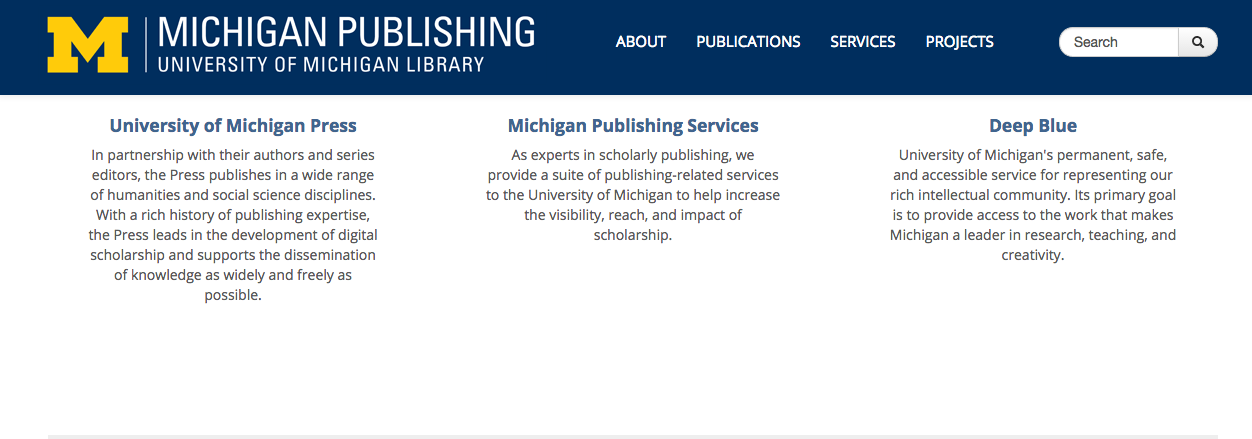 M
MICHIGAN PUBLISHING
UNIVERSITY OF MICHIGAN LIBRARY
ABOUT
PUBLICATIONS
SERVICES
PROJECTS
Search
University of Michigan Press
In partnership with their authors and series
editors, the Press publishes in a wide range
of humanities and social science disciplines.
With a rich history of publishing expertise,
the Press leads in the development of digital
scholarship and supports the dissemination
of knowledge as widely and freely as
possible.
Michigan Publishing Services
As experts in scholarly publishing, we
provide a suite of publishing-related services
to the University of Michigan to help increase
the visibility, reach, and impact of
scholarship.
Deep Blue
University of Michigan's permanent, safe,
and accessible service for representing our
rich intellectual community. Its primary goal
is to provide access to the work that makes
Michigan a leader in research, teaching, and
creativity.